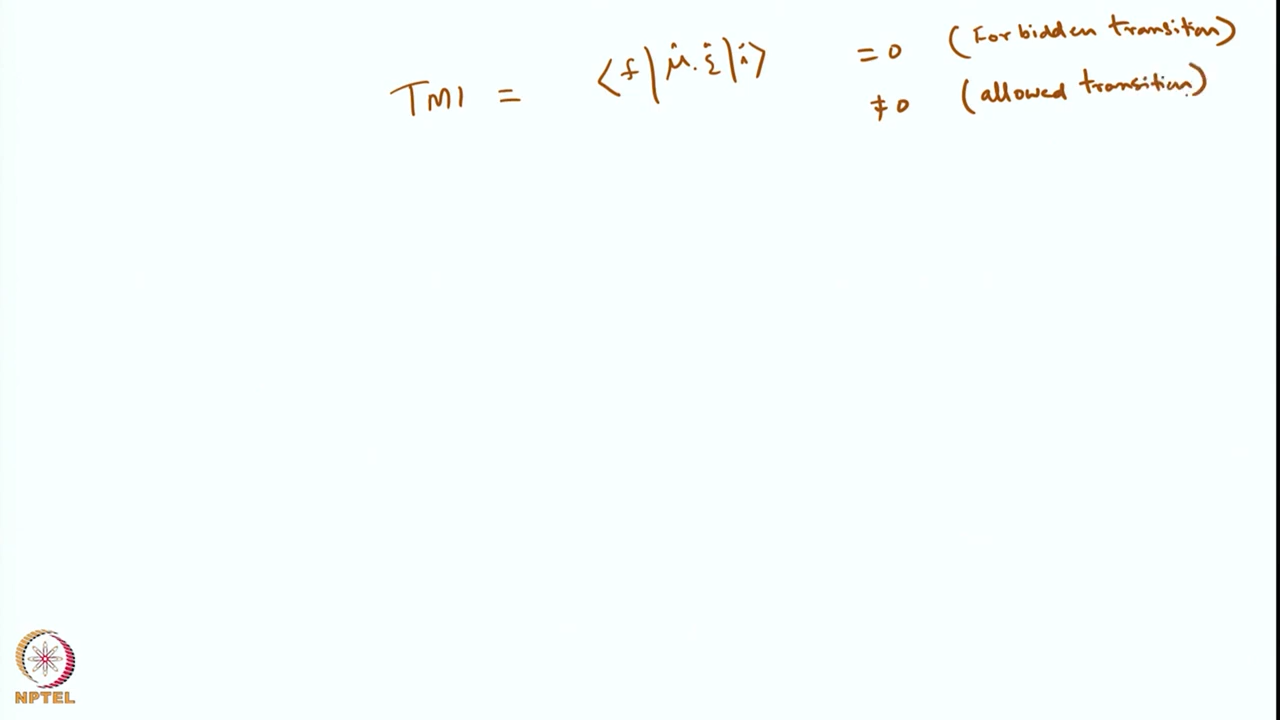 TMI = ⟨f|μ̂.ε̂|i⟩ = 0 (Forbidden transition)
≠ 0 (allowed transition)
NPTEL